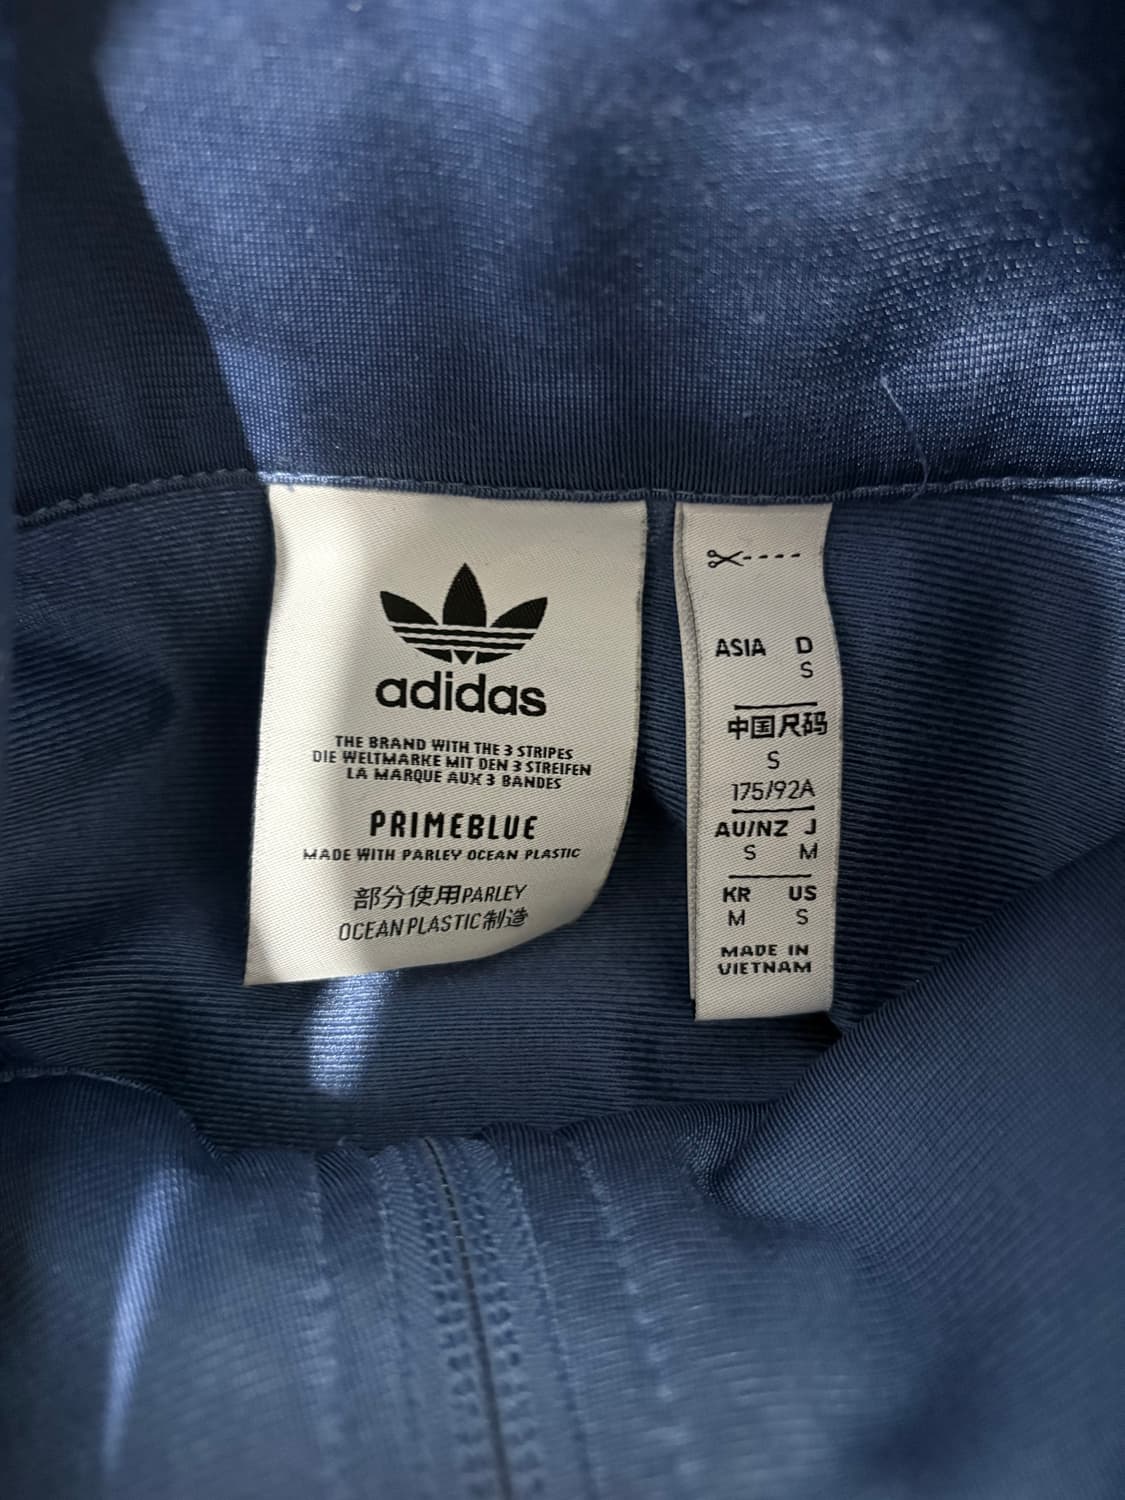 adidas
THE BRAND WITH THE 3 STRIPES
DIE WELTMARKE MIT DEN 3 STREIFEN
LA MARQUE AUX 3 BANDES
PRIMEBLUE
MADE WITH PARLEY OCEAN PLASTIC
部分使用PARLEY
OCEAN PLASTIC制造
ASIA D
S
中国尺码
S
175/92A
AU/NZ J
S M
KR US
M S
MADE IN
VIETNAM